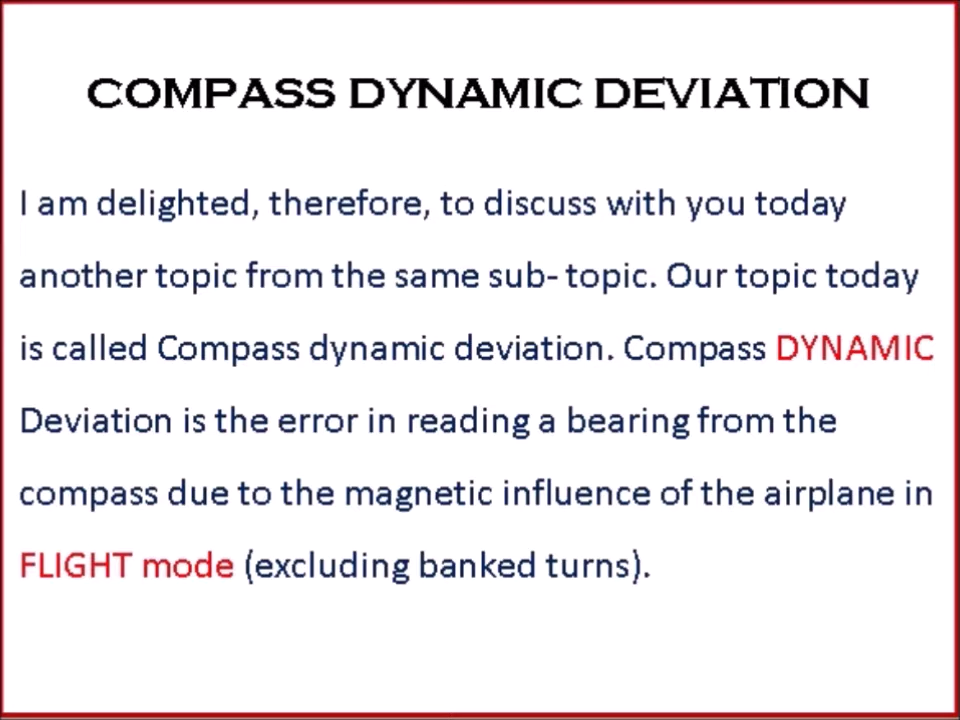 COMPASS DYNAMIC DEVIATION
I am delighted, therefore, to discuss with you today
another topic from the same sub- topic. Our topic today
is called Compass dynamic deviation. Compass DYNAMIC
Deviation is the error in reading a bearing from the
compass due to the magnetic influence of the airplane in
FLIGHT mode (excluding banked turns).